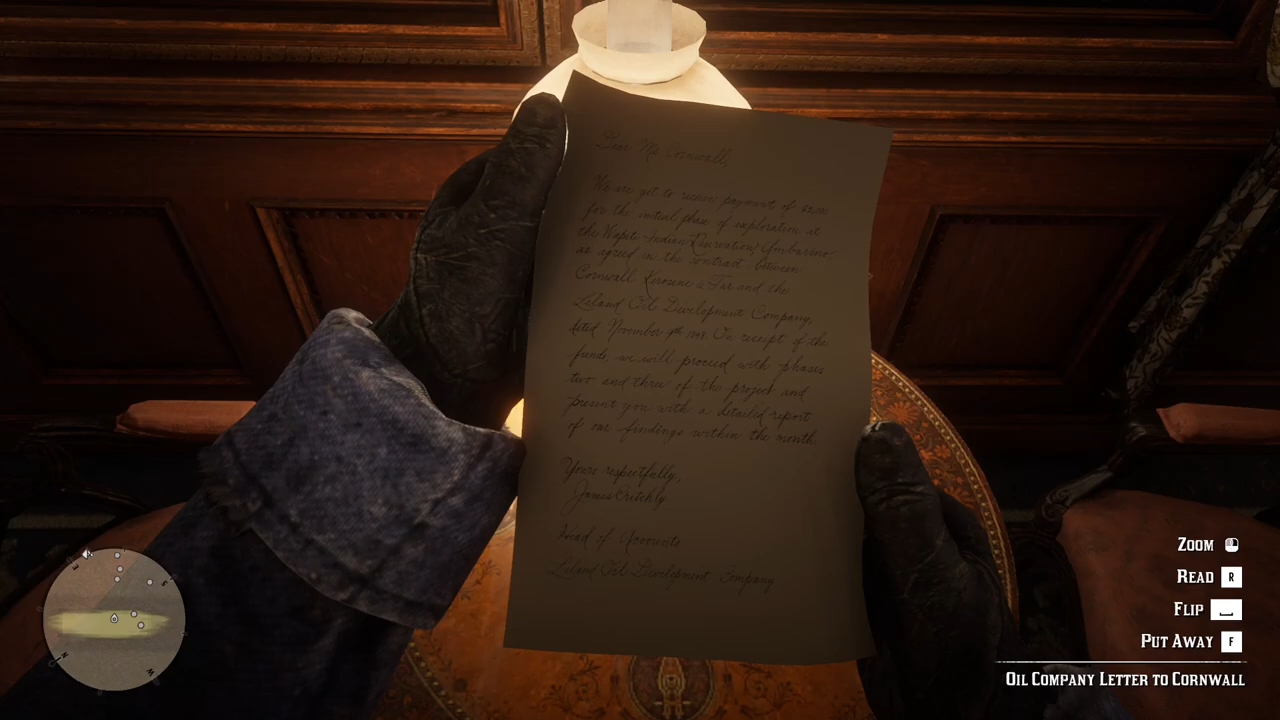 Dear Mr. Cornwall,
We are yet to receive payment of
for the initial phase of exploration at
the Wapiti Indian Reservation, Ambarino
as agreed in the contract between
Cornwall Kerosene & Tar and the
Leland Oil Development Company,
dated November 9th 1898. On receipt of the
funds, we will proceed with phases
two and three of the project and
present you with a detailed report
of our findings within the month.
Yours respectfully,
James Critchly
Head of Accounts
Leland Oil Development Company
ZOOM
READ R
FLIP
PUT AWAY F
OIL COMPANY LETTER TO CORNWALL